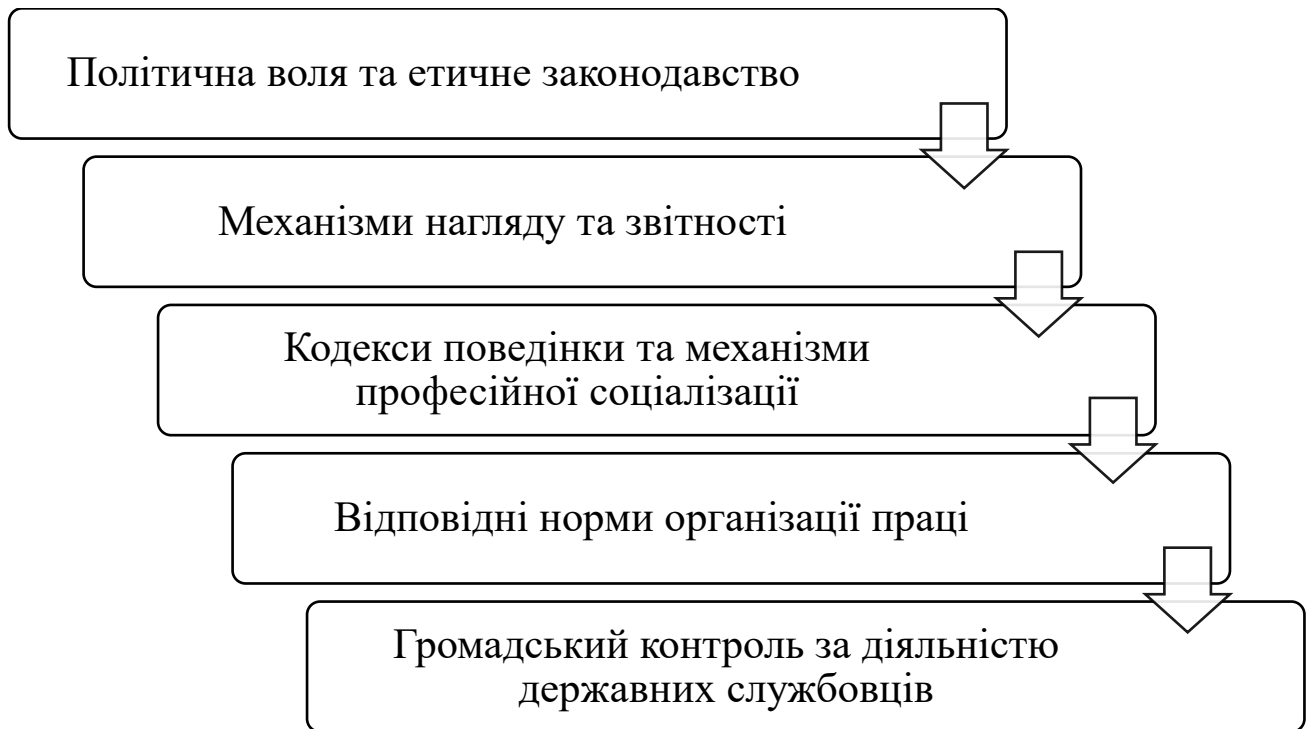 Політична воля та етичне законодавство
Механізми нагляду та звітності
Кодекси поведінки та механізми
професійної соціалізації
Відповідні норми організації праці
Громадський контроль за діяльністю
державних службовців